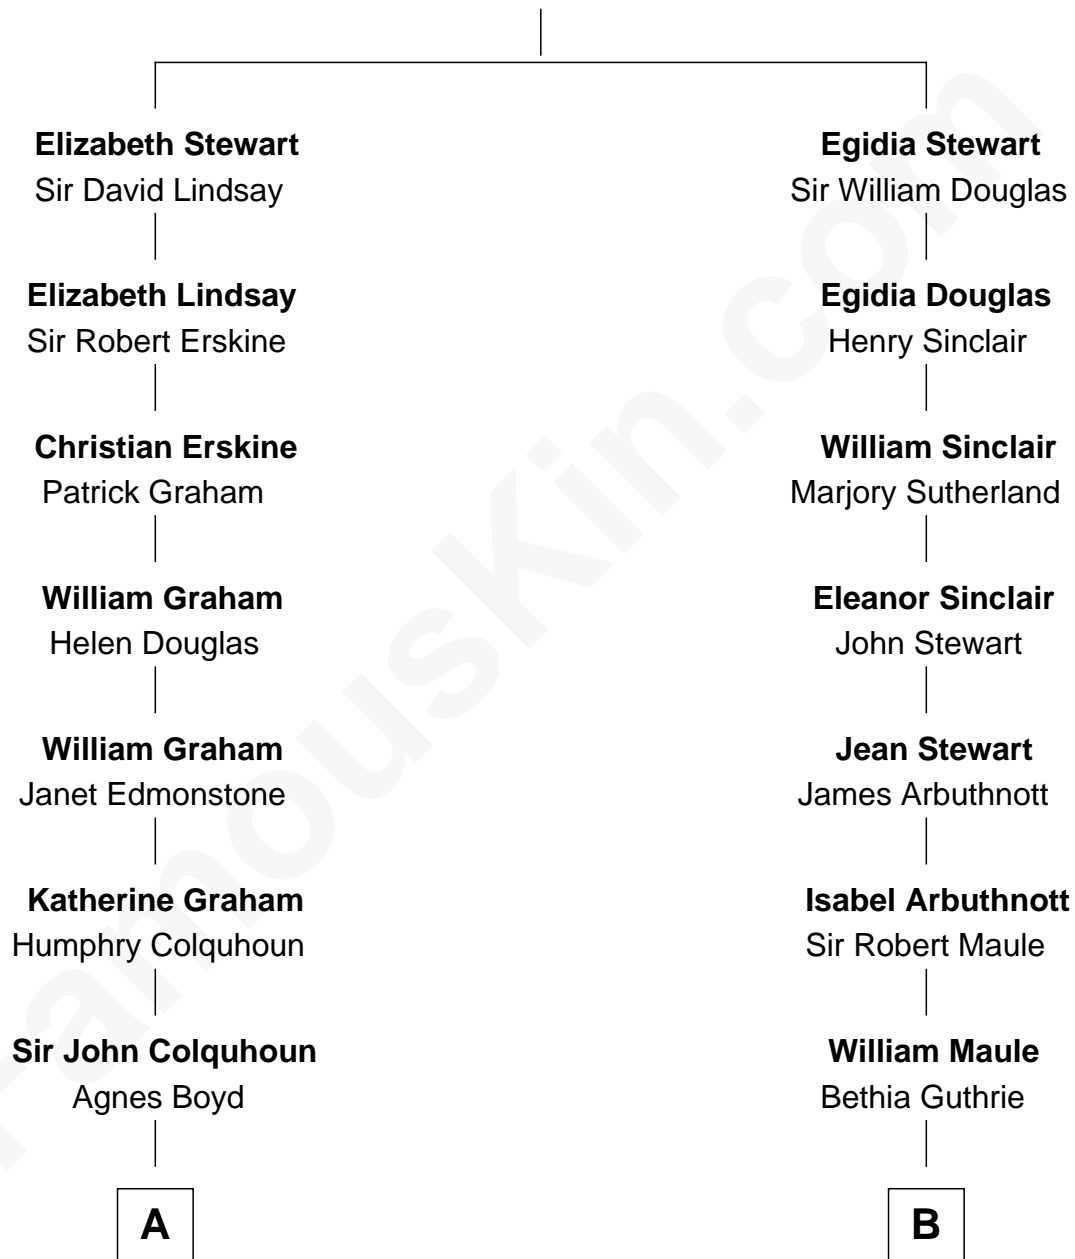 Elizabeth Stewart
Sir David Lindsay
Egidia Stewart
Sir William Douglas
Elizabeth Lindsay
Sir Robert Erskine
Egidia Douglas
Henry Sinclair
Christian Erskine
Patrick Graham
William Sinclair
Marjory Sutherland
William Graham
Helen Douglas
Eleanor Sinclair
John Stewart
William Graham
Janet Edmonstone
Jean Stewart
James Arbuthnott
Katherine Graham
Humphry Colquhoun
Isabel Arbuthnott
Sir Robert Maule
Sir John Colquhoun
Agnes Boyd
William Maule
Bethia Guthrie
A
B
FamousKin.com